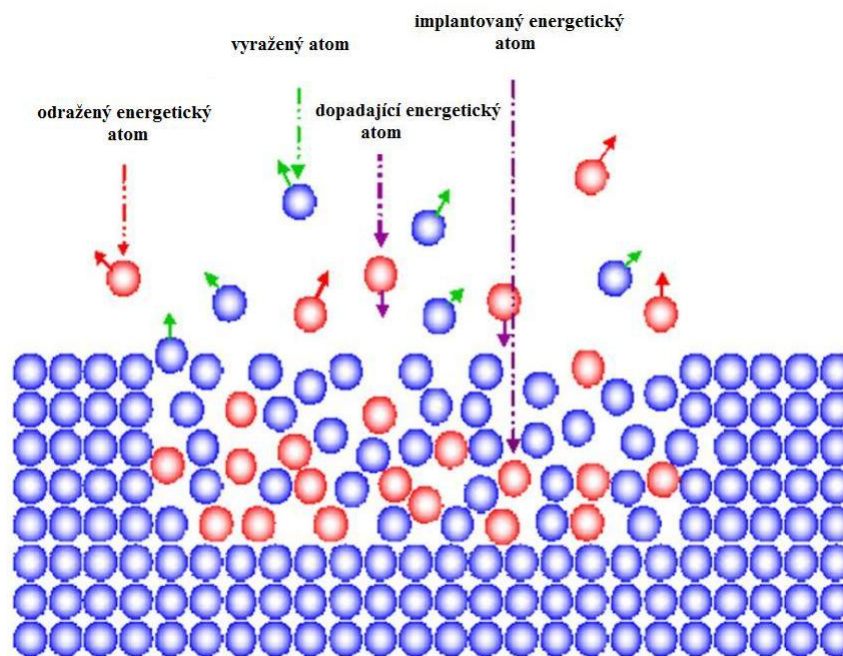 implantovaný energetický
atom
vyražený atom
odražený energetický
atom
dopadající energetický
atom